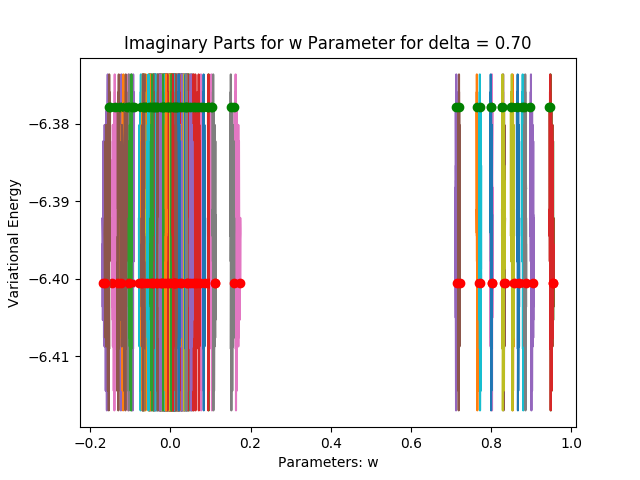 Imaginary Parts for w Parameter for delta = 0.70
Variational Energy
−6.38
−6.39
−6.40
−6.41
−0.2 0.0 0.2 0.4 0.6 0.8 1.0
Parameters: w